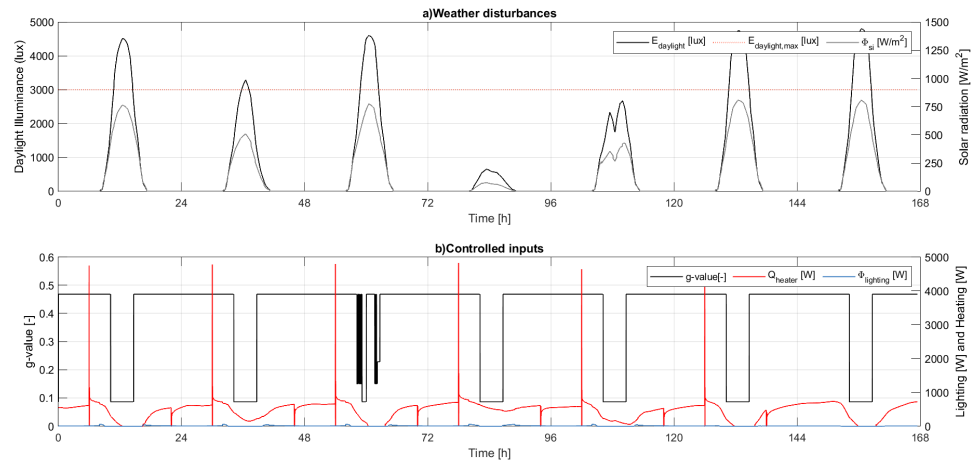 a)Weather disturbances
E_daylight [lux] E_daylight,max [lux] Φ_si [W/m²]
Daylight Illuminance (lux)
5000
4000
3000
2000
1000
0
1500
1250
1000
750
500
250
0
Solar radiation [W/m²]
0 24 48 72 96 120 144 168
Time [h]
b)Controlled inputs
g-value[-] Q_heater [W] Φ_lighting [W]
g-value [-]
0.6
0.5
0.4
0.3
0.2
0.1
0
5000
4000
3000
2000
1000
0
Lighting [W] and Heating [W]
0 24 48 72 96 120 144 168
Time [h]